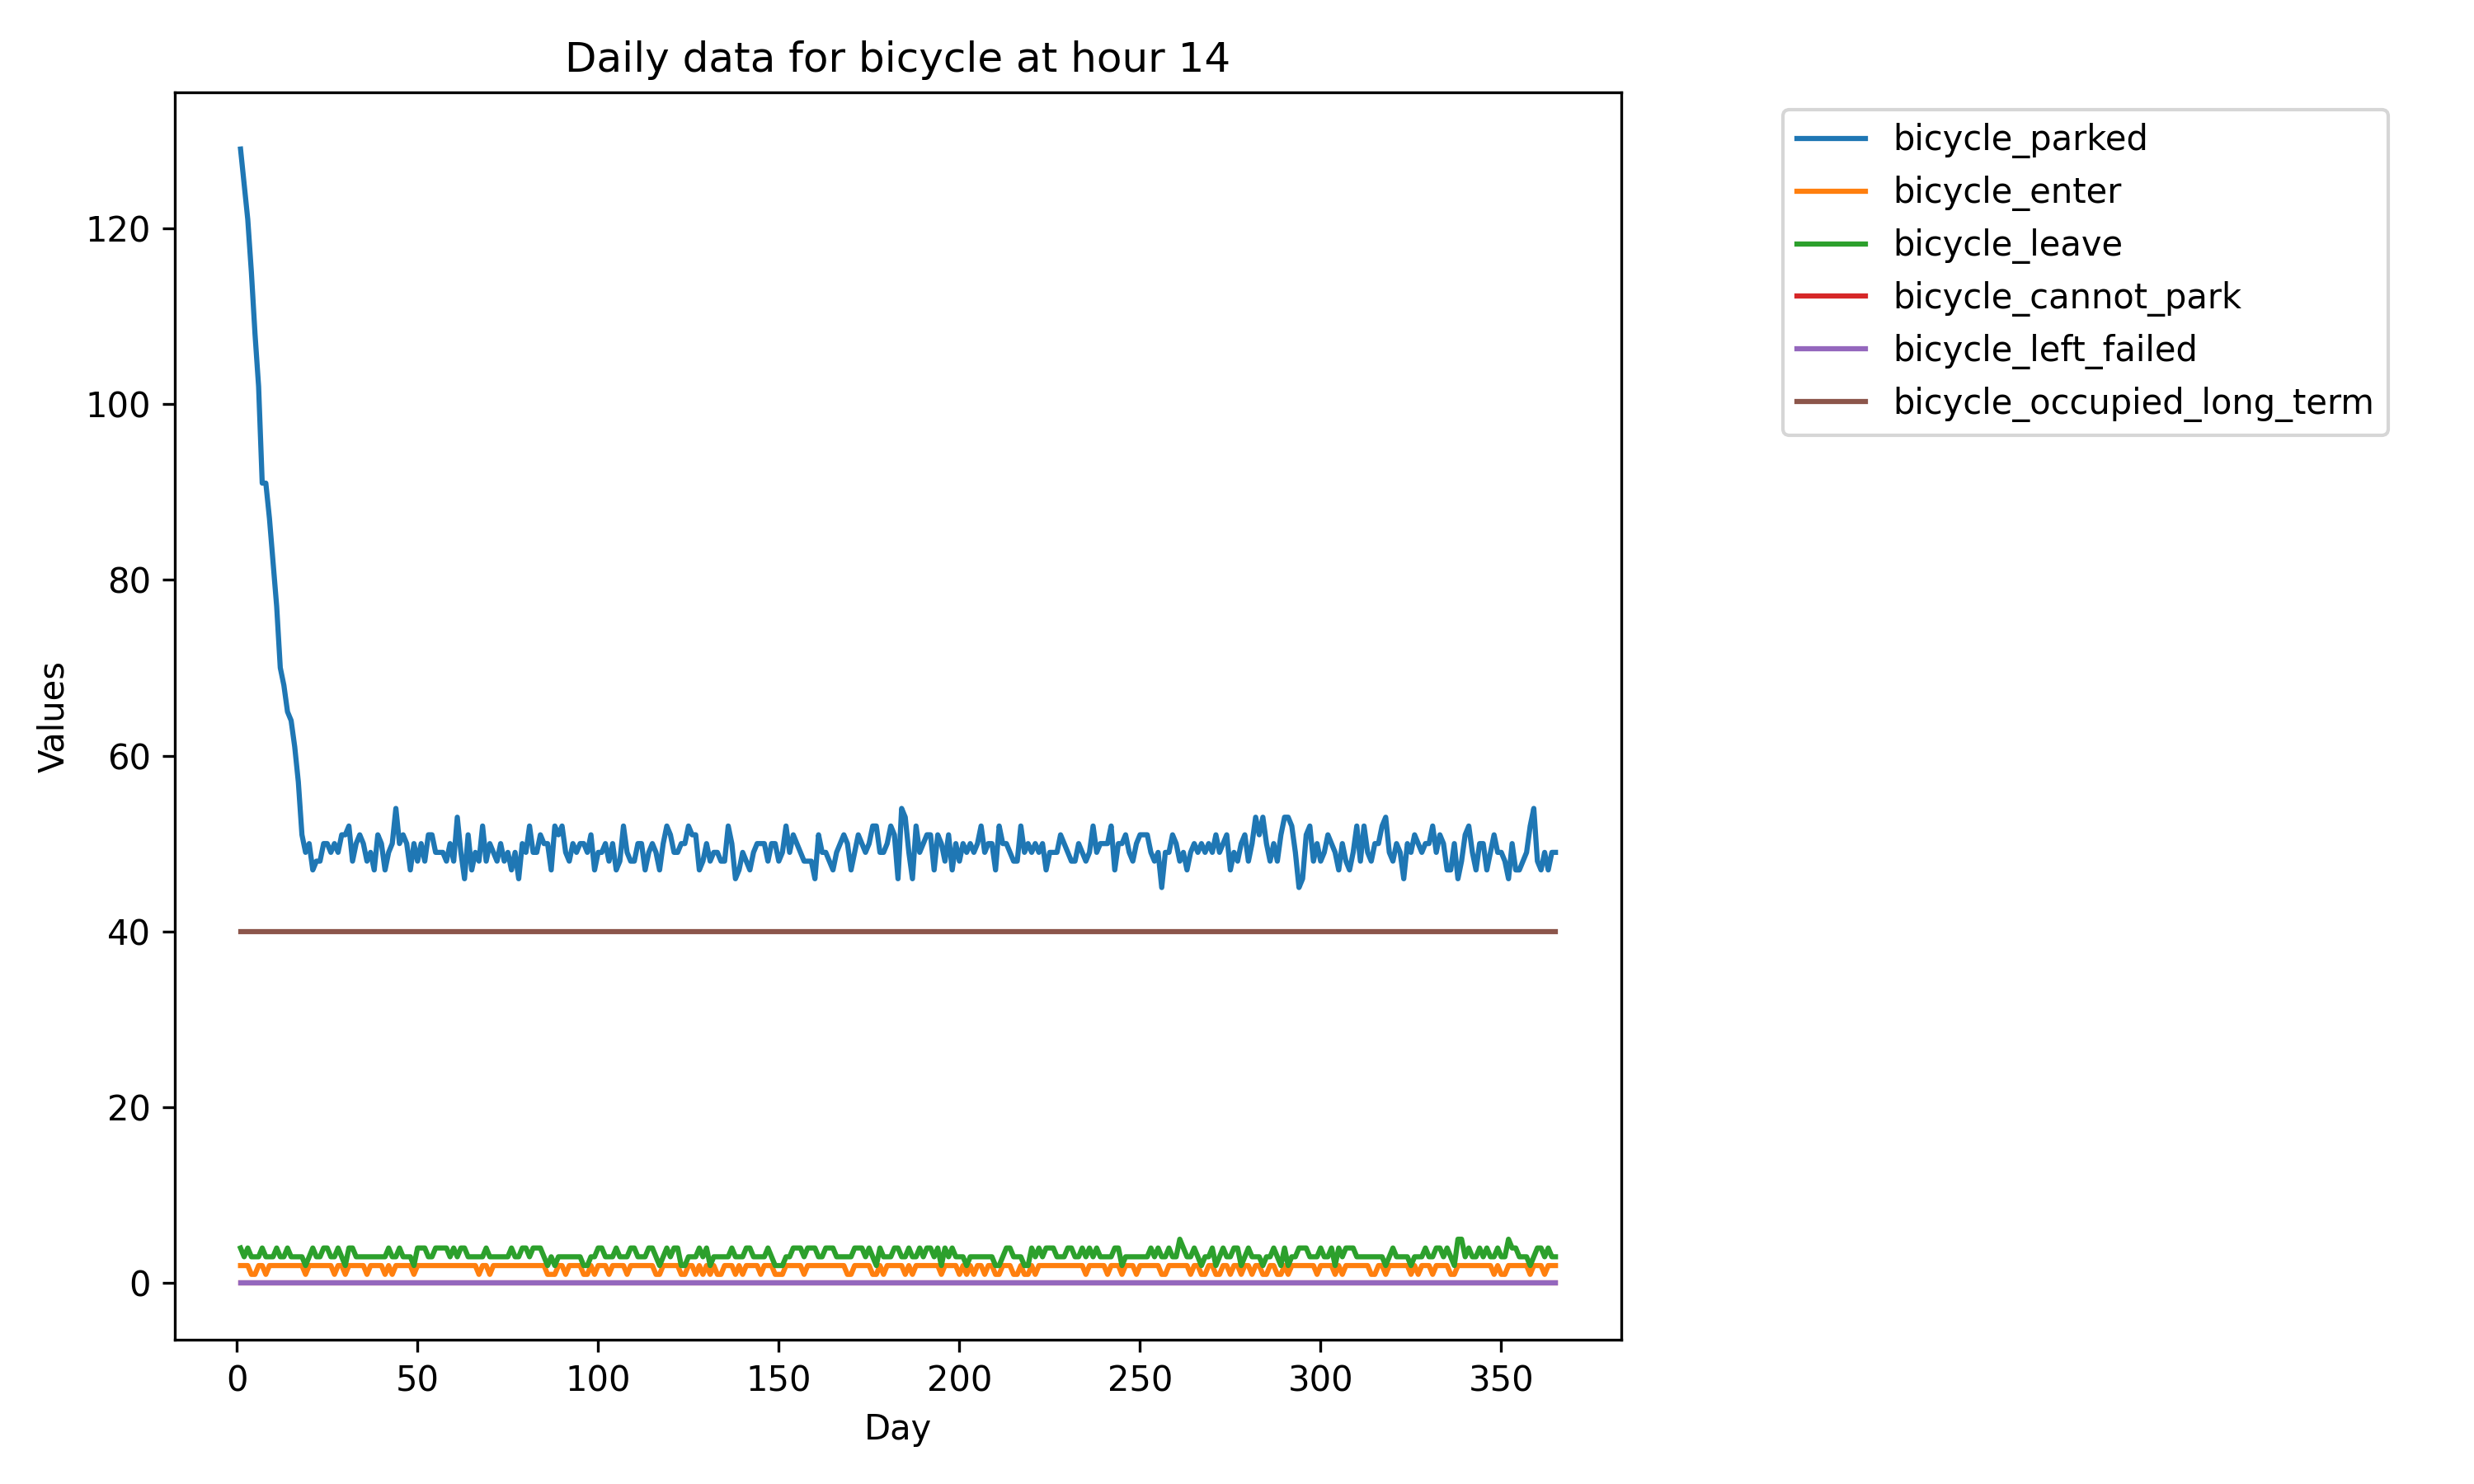 Daily data for bicycle at hour 14
bicycle_parked
bicycle_enter
bicycle_leave
bicycle_cannot_park
bicycle_left_failed
bicycle_occupied_long_term
Values
120
100
80
60
40
20
0
0 50 100 150 200 250 300 350
Day